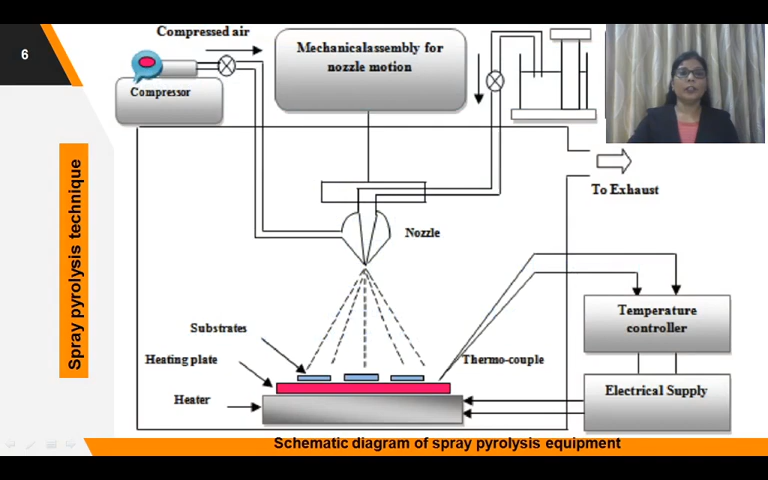 6
Spray pyrolysis technique
Compressed air
Compressor
Mechanicalassembly for
nozzle motion
To Exhaust
Nozzle
Substrates
Heating plate
Heater
Thermo-couple
Temperature
controller
Electrical Supply
Schematic diagram of spray pyrolysis equipment